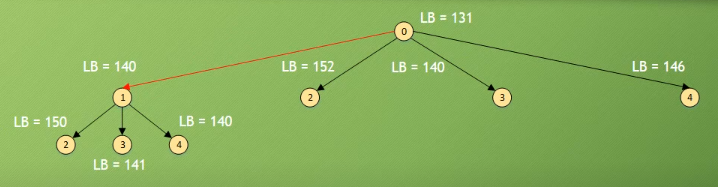 0 LB = 131
LB = 140 LB = 152 LB = 140 LB = 146
1 2 3 4
LB = 150 LB = 140
2 3 4
LB = 141